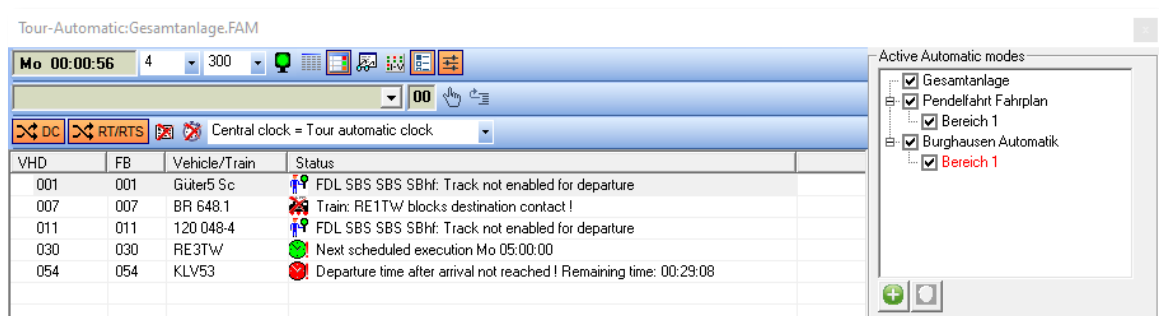 Tour-Automatic:Gesamtanlage.FAM
Mo 00:00:56 4 300
00
DC RT/RTS Central clock = Tour automatic clock
VHD FB Vehicle/Train Status
001 001 Güter5 Sc FDL SBS SBS SBhf: Track not enabled for departure
007 007 BR 648.1 Train: RE1TW blocks destination contact !
011 011 120 048-4 FDL SBS SBS SBhf: Track not enabled for departure
030 030 RE3TW Next scheduled execution Mo 05:00:00
054 054 KLV53 Departure time after arrival not reached ! Remaining time: 00:29:08
Active Automatic modes
Gesamtanlage
Pendelfahrt Fahrplan
Bereich 1
Burghausen Automatik
Bereich 1